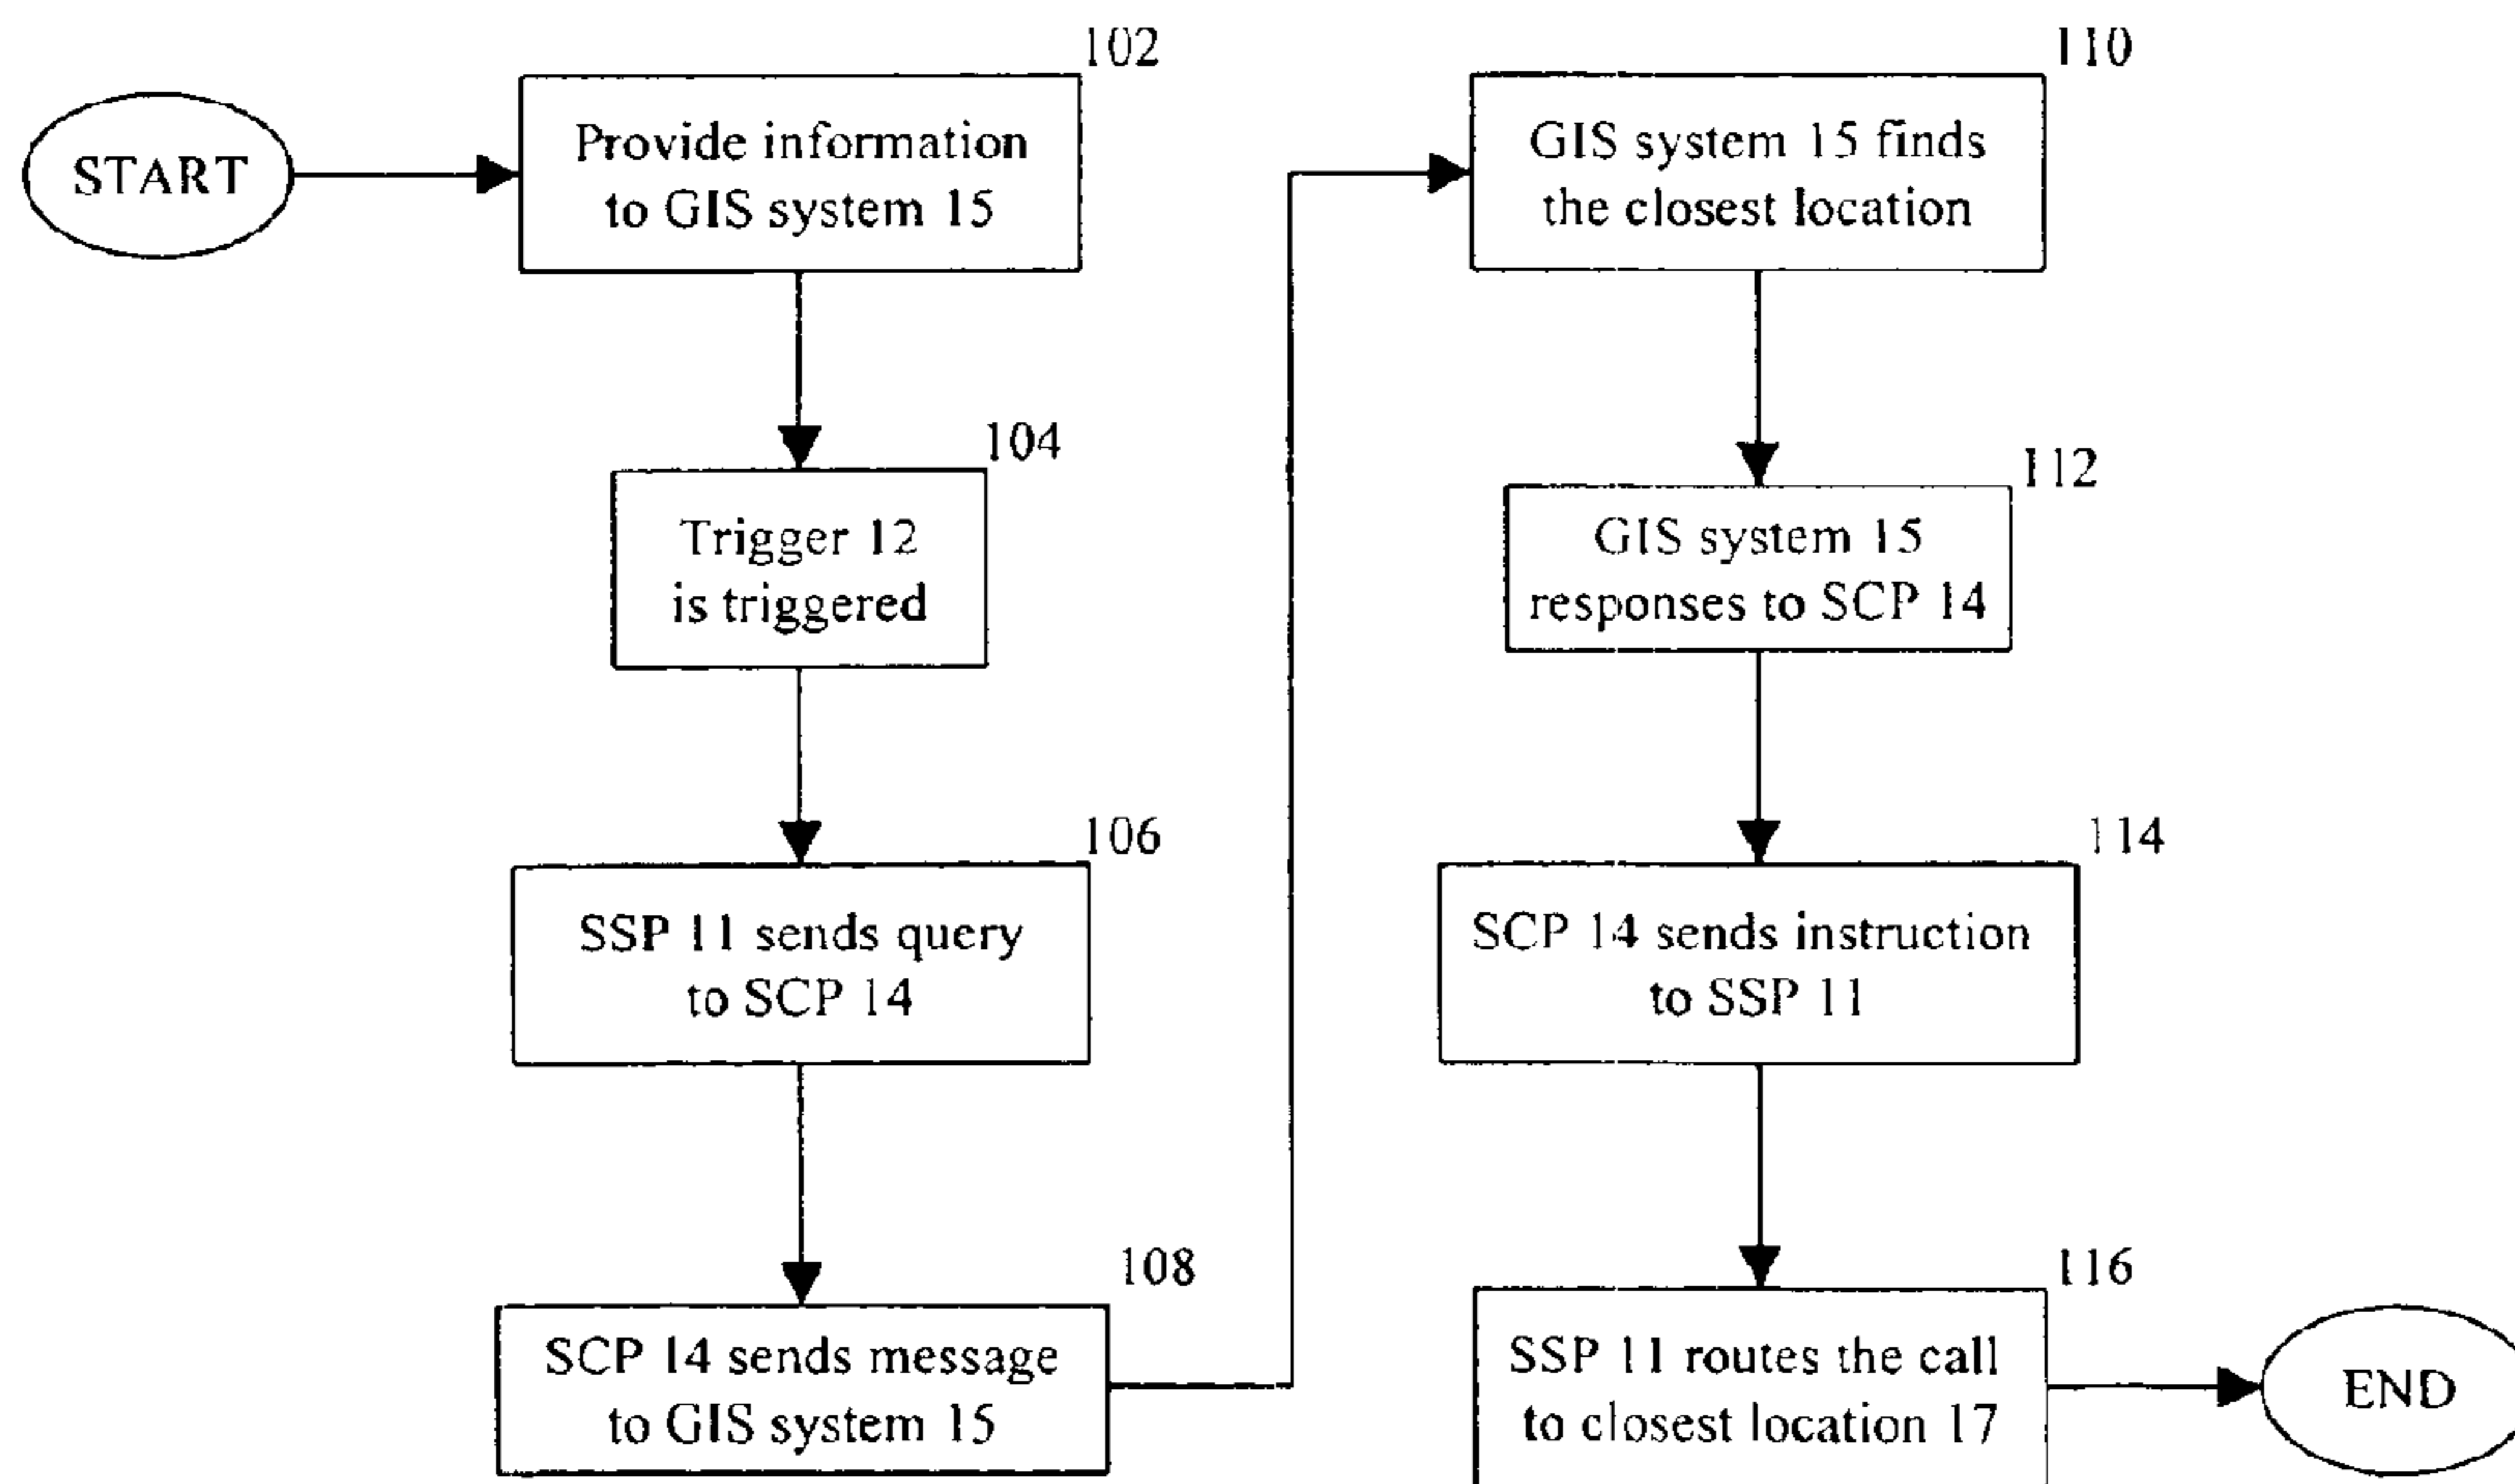 START
102
Provide information
to GIS system 15
104
Trigger 12
is triggered
106
SSP 11 sends query
to SCP 14
108
SCP 14 sends message
to GIS system 15
110
GIS system 15 finds
the closest location
112
GIS system 15
responses to SCP 14
114
SCP 14 sends instruction
to SSP 11
116
SSP 11 routes the call
to closest location 17
END